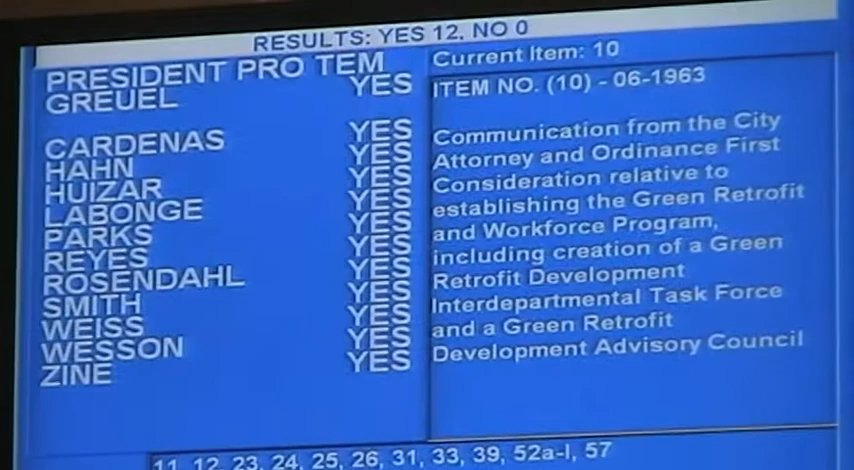 RESULTS: YES 12, NO 0
PRESIDENT PRO TEM
GREUEL YES
CARDENAS YES
HAHN YES
HUIZAR YES
LABONGE YES
PARKS YES
REYES YES
ROSENDAHL YES
SMITH YES
WEISS YES
WESSON YES
ZINE YES
Current Item: 10
ITEM NO. (10) - 06-1963
Communication from the City
Attorney and Ordinance First
Consideration relative to
establishing the Green Retrofit
and Workforce Program,
including creation of a Green
Retrofit Development
Interdepartmental Task Force
and a Green Retrofit
Development Advisory Council
11, 12, 23, 24, 25, 26, 31, 33, 39, 52a-l, 57